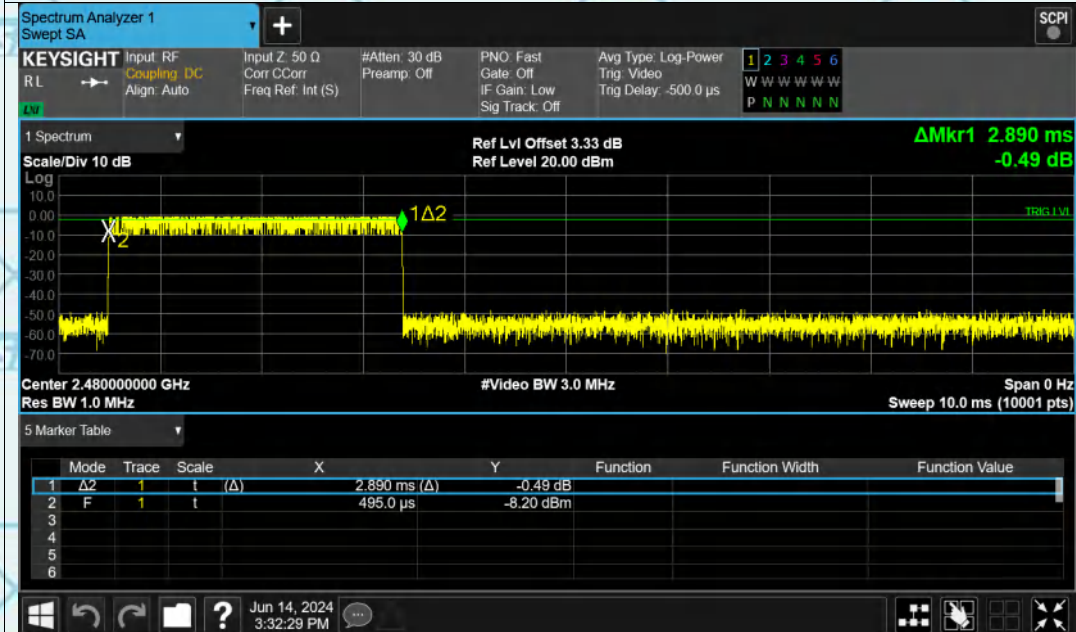 Spectrum Analyzer 1
Swept SA
+
SCPI
KEYSIGHT Input: RF Input Z: 50 Ω #Atten: 30 dB PNO: Fast Avg Type: Log-Power 1 2 3 4 5 6
RL Coupling: DC Corr CCorr Preamp: Off Gate: Off Trig: Video W W W W W W
Align: Auto Freq Ref: Int (S) IF Gain: Low Trig Delay: -500.0 µs P N N N N N
LNI Sig Track: Off
1 Spectrum Ref Lvl Offset 3.33 dB ΔMkr1 2.890 ms
Scale/Div 10 dB Ref Level 20.00 dBm -0.49 dB
Log
10.0
0.00 1Δ2 TRIG LVL
-10.0 2
-20.0
-30.0
-40.0
-50.0
-60.0
-70.0
Center 2.480000000 GHz #Video BW 3.0 MHz Span 0 Hz
Res BW 1.0 MHz Sweep 10.0 ms (10001 pts)
5 Marker Table
Mode Trace Scale X Y Function Function Width Function Value
1 Δ2 1 t (Δ) 2.890 ms (Δ) -0.49 dB
2 F 1 t 495.0 µs -8.20 dBm
3
4
5
6
? Jun 14, 2024
3:32:29 PM